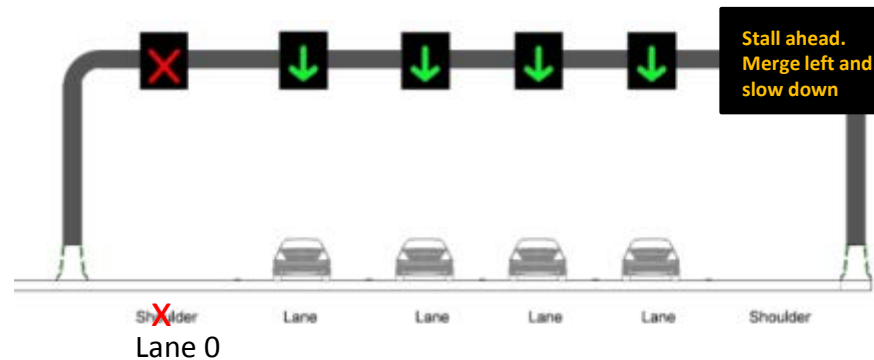 Stall ahead.
Merge left and
slow down
Shoulder Lane Lane Lane Lane Shoulder
Lane 0